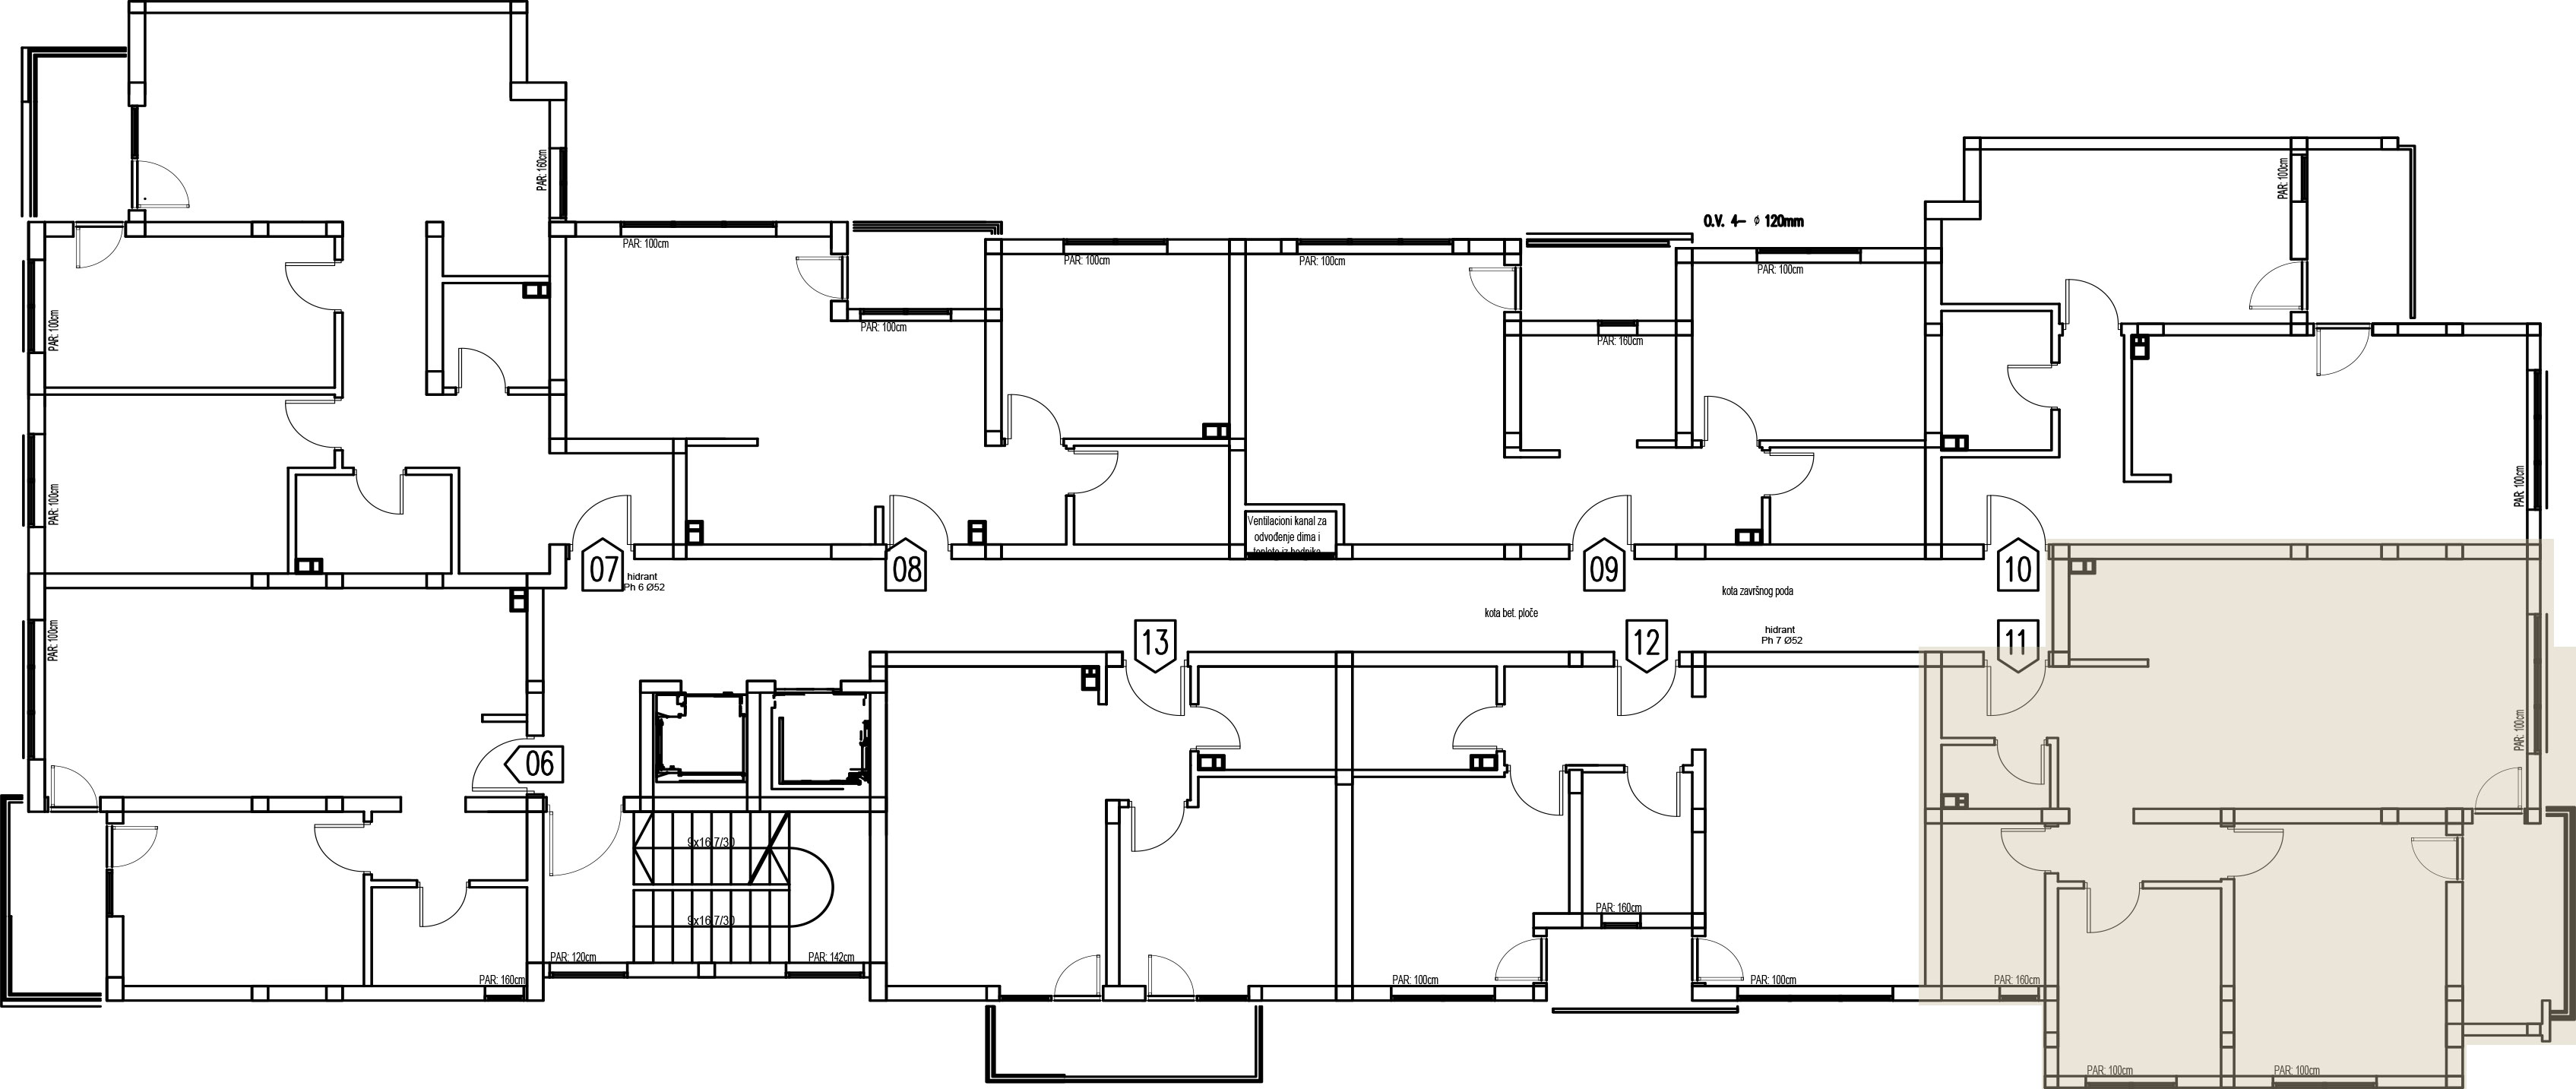 PAR: 160cm
PAR: 100cm
O.V. 4- ø 120mm
PAR: 100cm
PAR: 100cm
PAR: 100cm
PAR: 100cm
PAR: 100cm
PAR: 100cm
PAR: 100cm
PAR: 160cm
PAR: 100cm
PAR: 100cm
Ventilacioni kanal za
odvođenje dima i
toplote iz hodnika
07
08
09
10
hidrant
Ph 6 Ø52
kota završnog poda
kota bet. ploče
hidrant
Ph 7 Ø52
13
12
11
PAR: 100cm
PAR: 100cm
06
9x16.7/30
9x16.7/30
PAR: 160cm
PAR: 120cm
PAR: 142cm
PAR: 160cm
PAR: 100cm
PAR: 100cm
PAR: 160cm
PAR: 100cm
PAR: 100cm